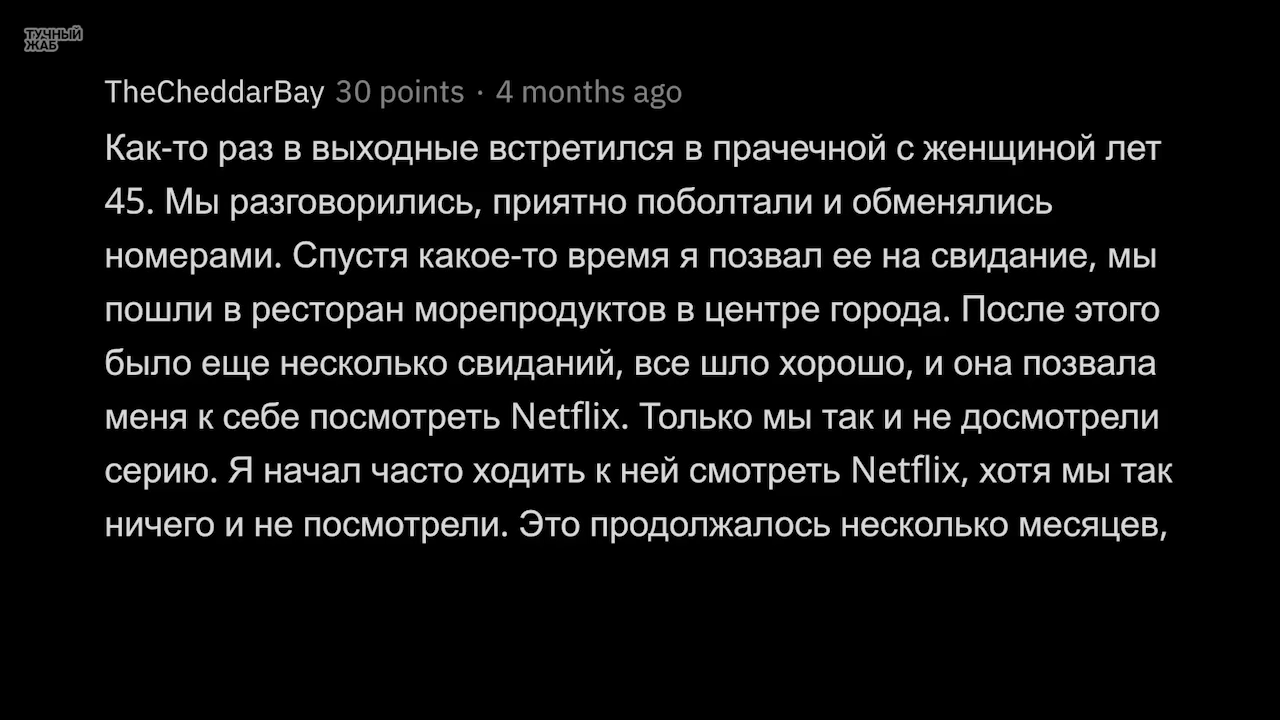 ТУЧНЫЙ
ЖАБ
TheCheddarBay 30 points · 4 months ago
Как-то раз в выходные встретился в прачечной с женщиной лет
45. Мы разговорились, приятно поболтали и обменялись
номерами. Спустя какое-то время я позвал ее на свидание, мы
пошли в ресторан морепродуктов в центре города. После этого
было еще несколько свиданий, все шло хорошо, и она позвала
меня к себе посмотреть Netflix. Только мы так и не досмотрели
серию. Я начал часто ходить к ней смотреть Netflix, хотя мы так
ничего и не посмотрели. Это продолжалось несколько месяцев,